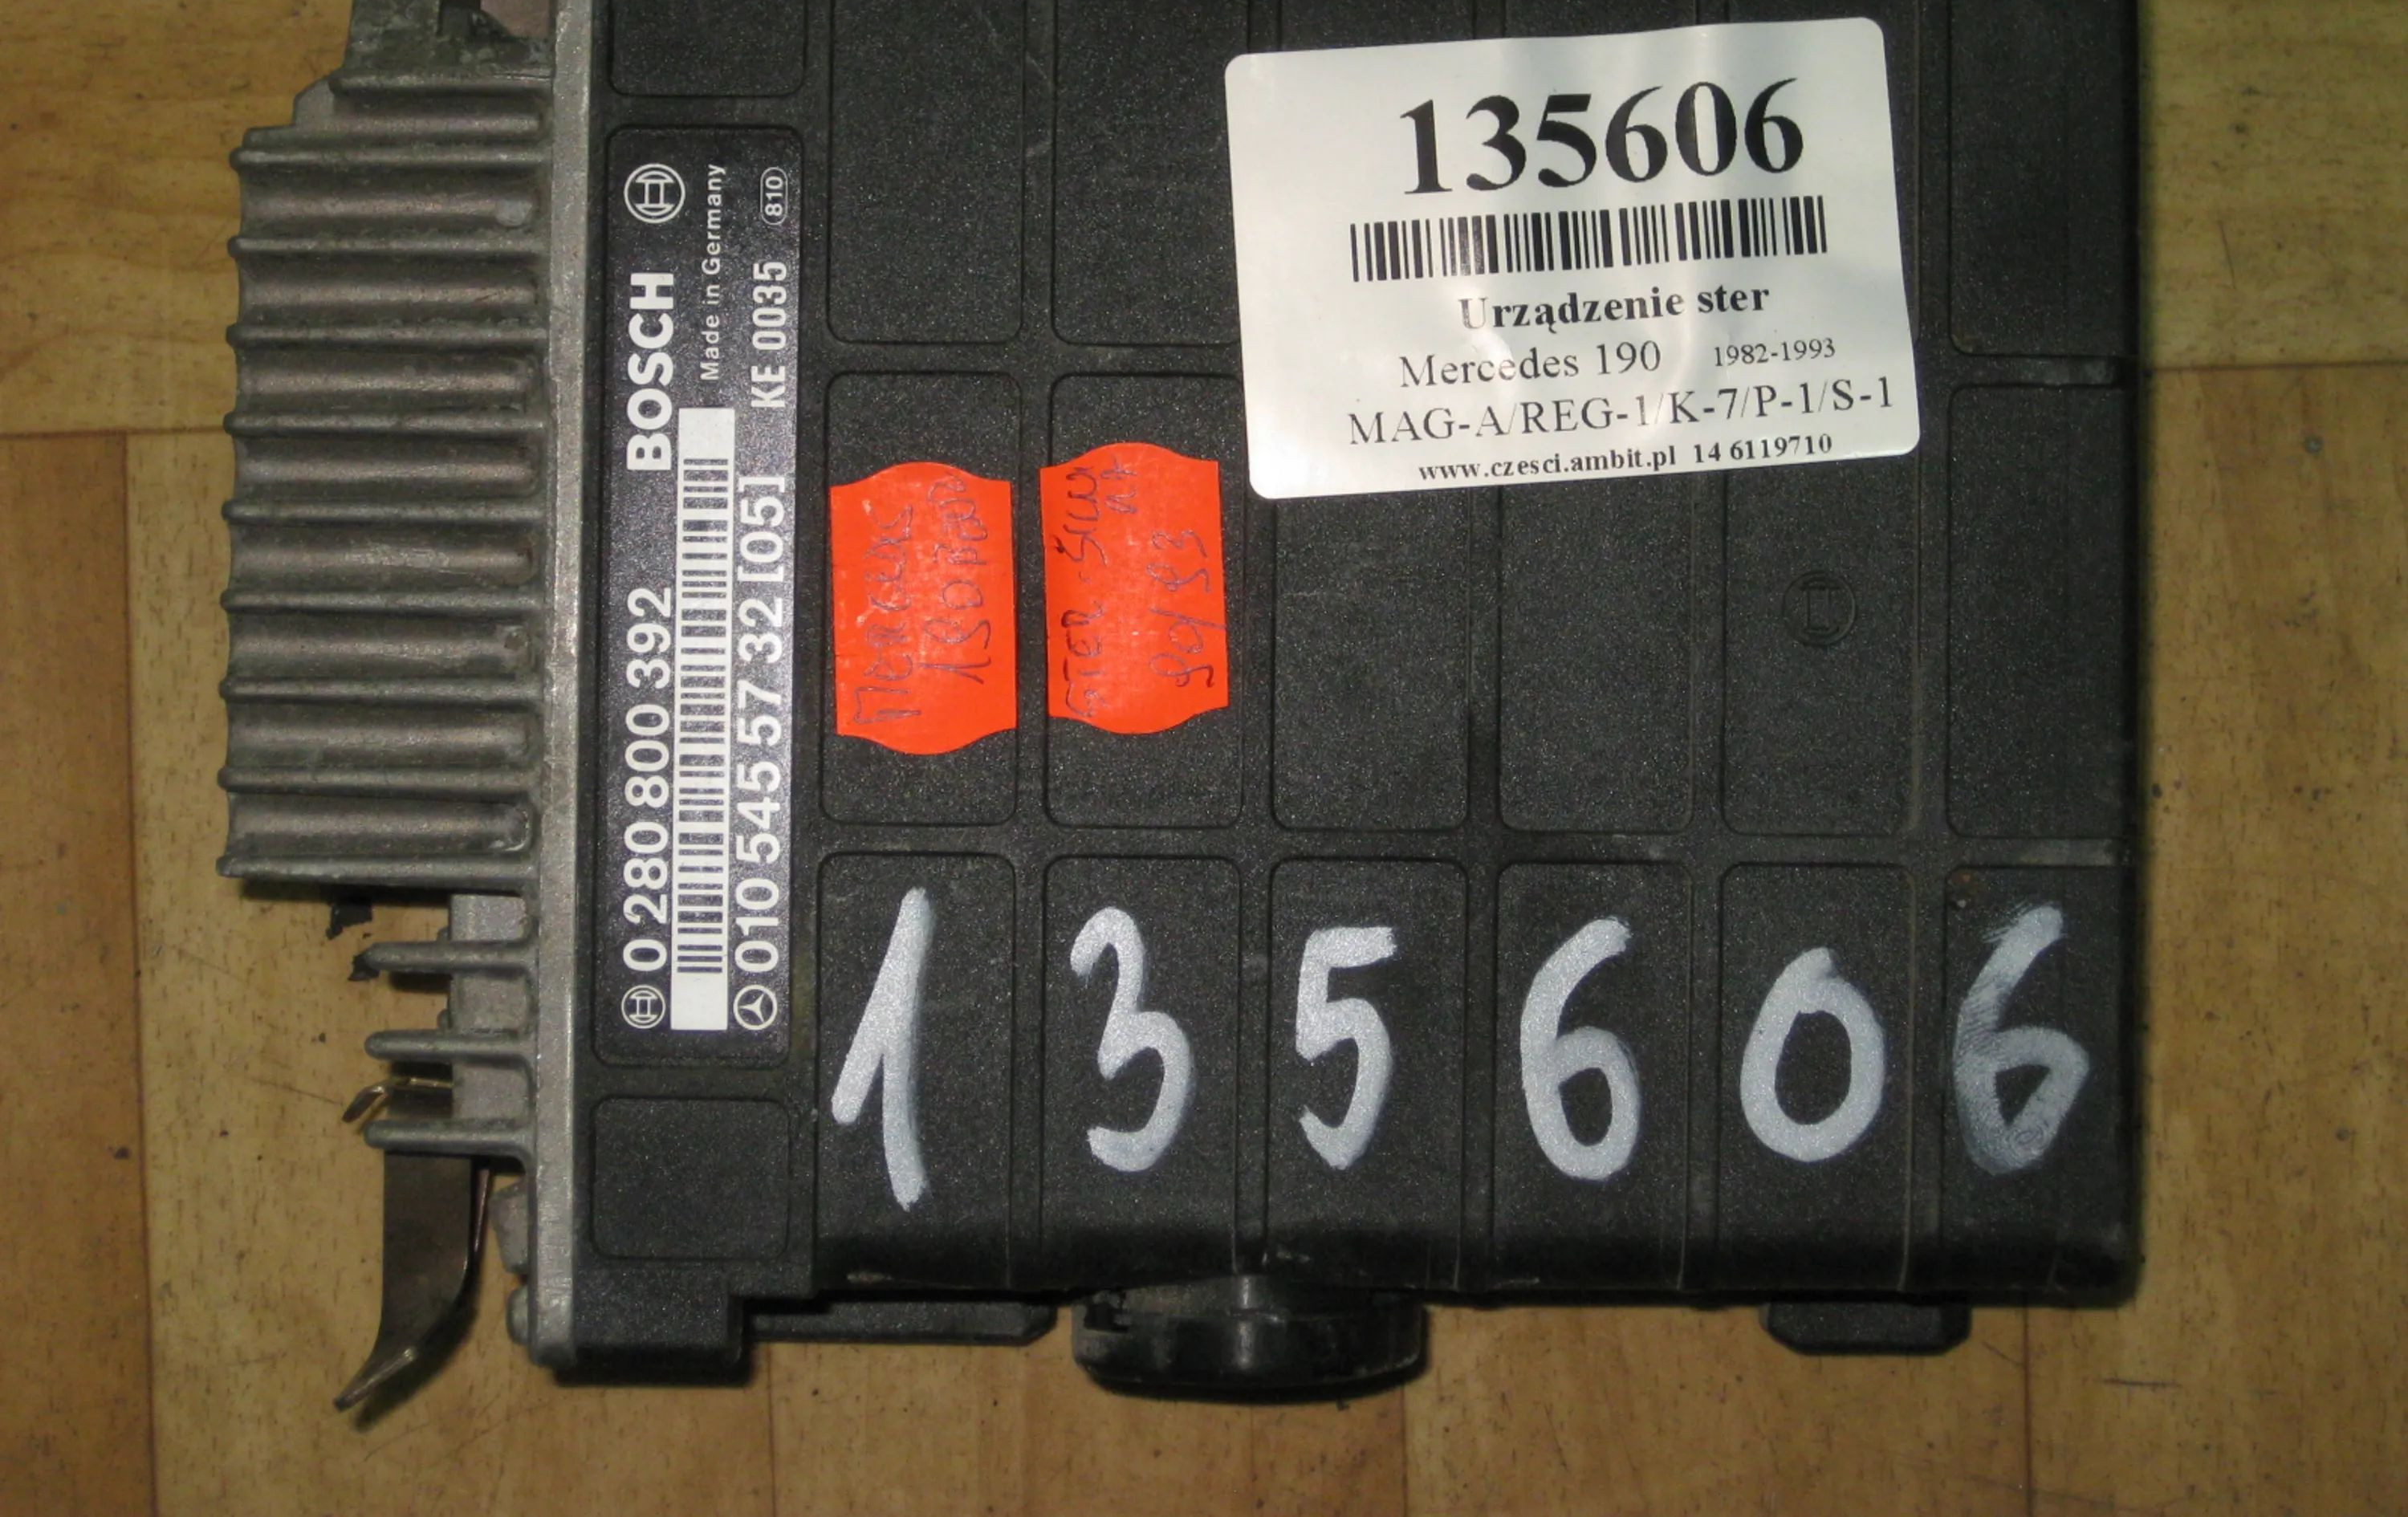 135606
Urządzenie ster
Mercedes 190 1982-1993
MAG-A/REG-1/K-7/P-1/S-1
www.czesci.ambit.pl 14 6119710
0 280 800 392 BOSCH
Made in Germany
010 545 57 32 [05] KE 0035 810
STER
135606